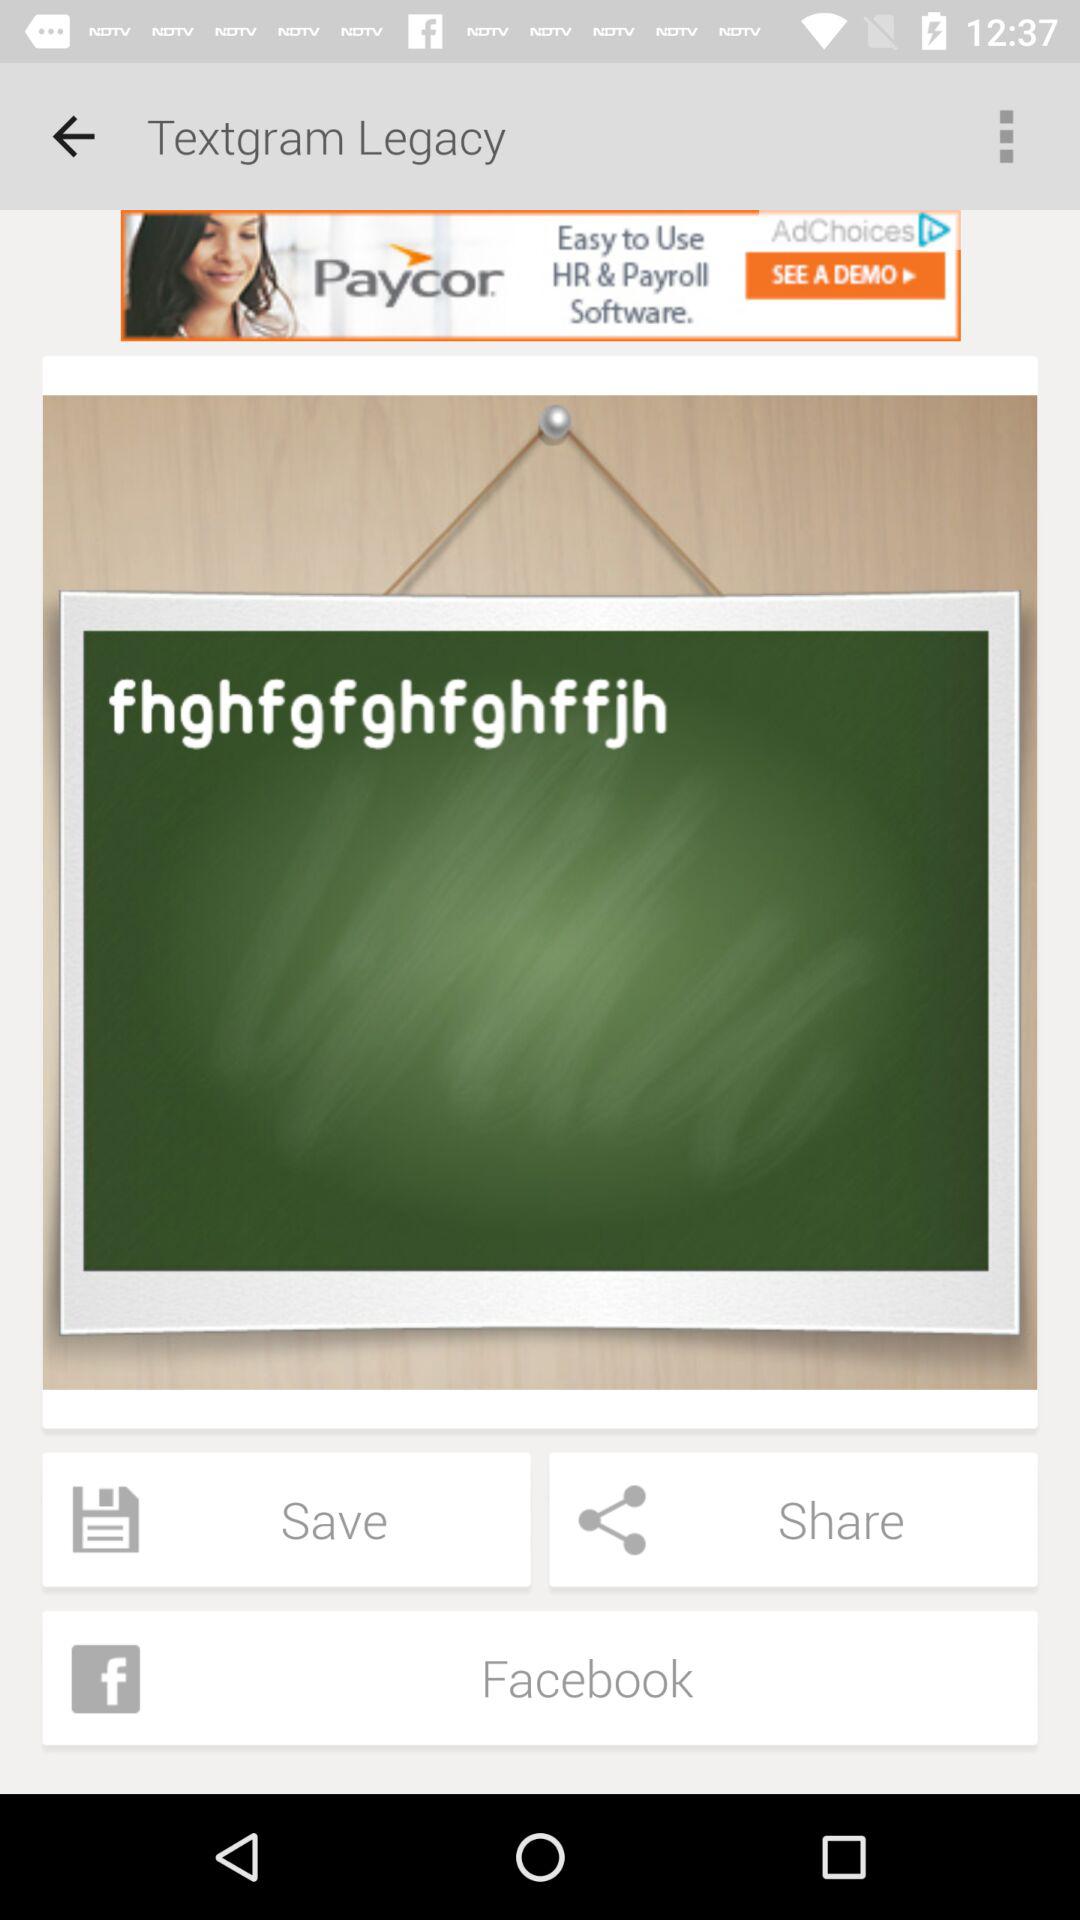 NDTV NDTV NDTV NDTV NDTV f NDTV NDTV NDTV NDTV NDTV 12:37
Textgram Legacy
Paycor
Easy to Use
HR & Payroll
Software.
AdChoices
SEE A DEMO
fhghfgfghfghffjh
Save
Share
f Facebook